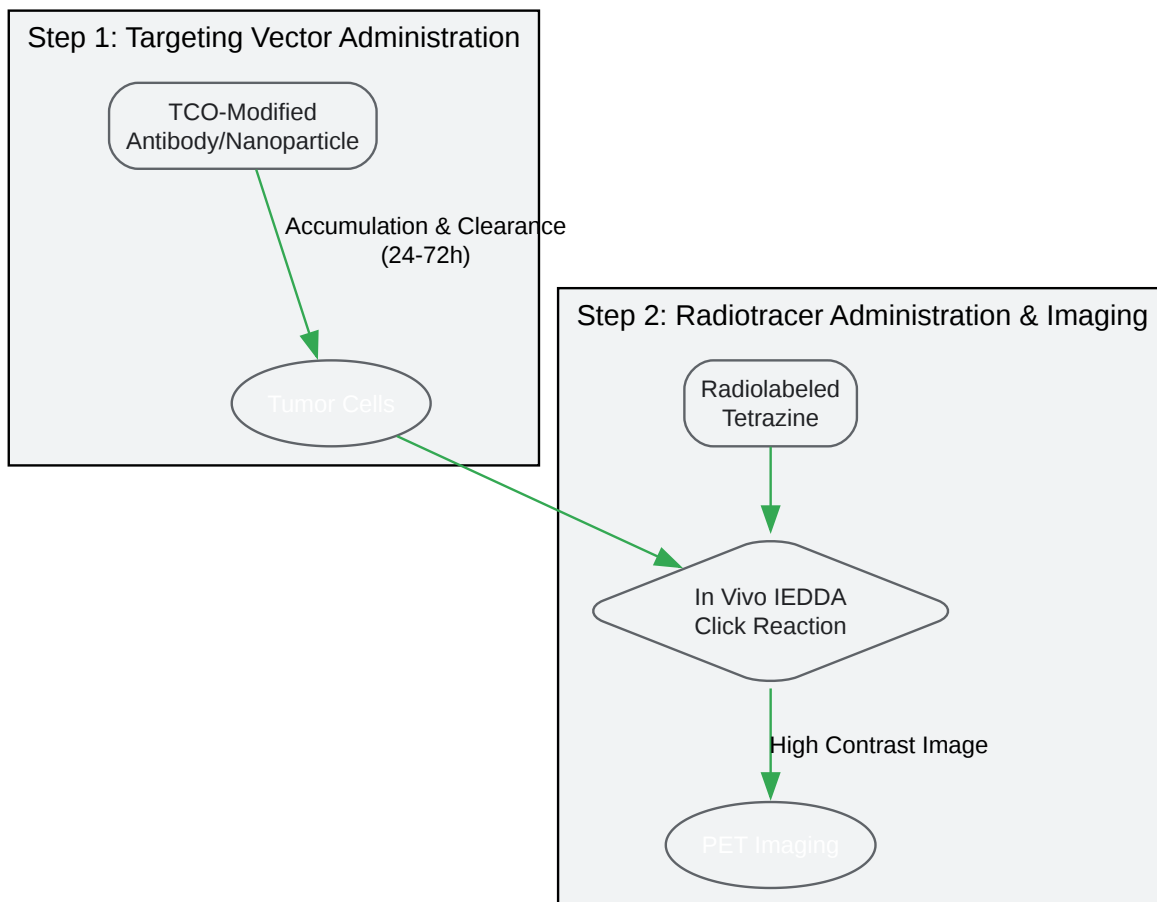 Step 1: Targeting Vector Administration
TCO-Modified
Antibody/Nanoparticle
Accumulation & Clearance
(24-72h)
Tumor Cells
Step 2: Radiotracer Administration & Imaging
Radiolabeled
Tetrazine
In Vivo IEDDA
Click Reaction
High Contrast Image
PET Imaging